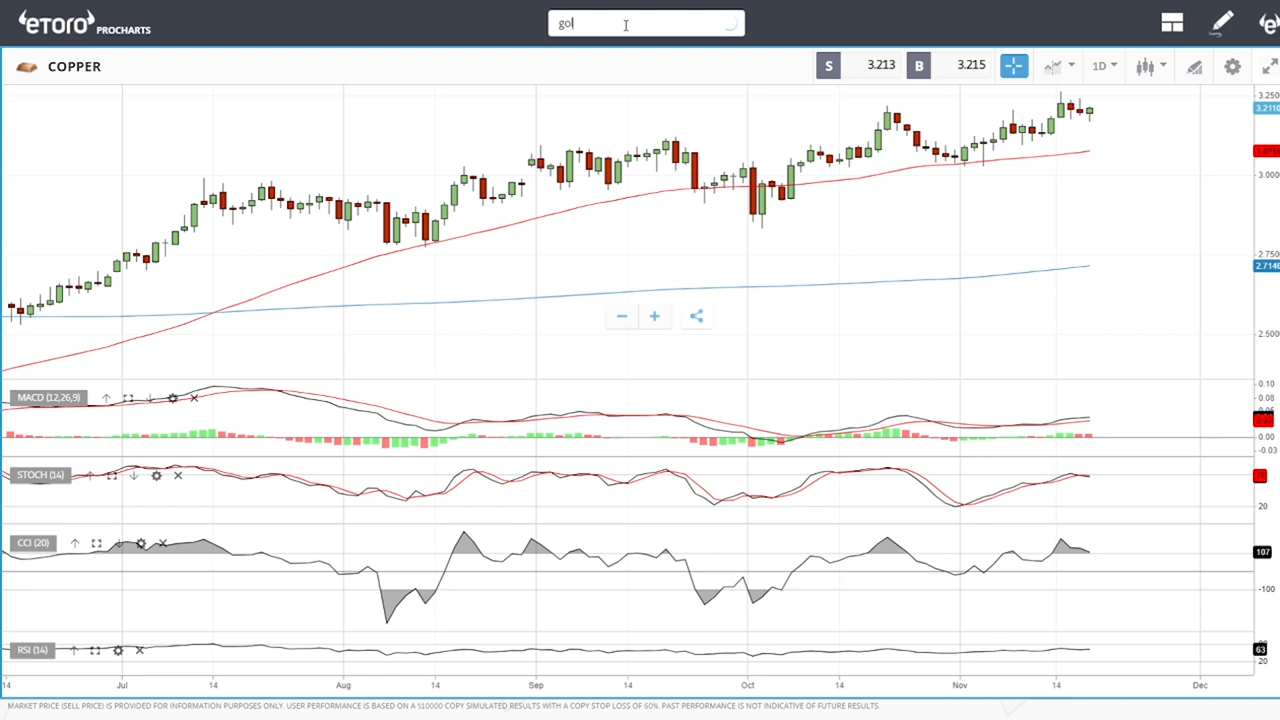 etoro PROCHARTS
gol
COPPER
S 3.213 B 3.215 1D
3.2500
3.2110
3.0000
2.7500
2.7140
2.5000
MACD (12,26,9)
0.10
0.08
0.00
-0.03
STOCH (14)
20
CCI (20)
107
-100
RSI (14)
63
20
14 Jul 14 Aug 14 Sep 14 Oct 14 Nov 14 Dec
MARKET PRICE (SELL PRICE) IS PROVIDED FOR INFORMATION PURPOSES ONLY. USER PERFORMANCE IS BASED ON A $10000 COPY SIMULATED RESULTS WITH A COPY STOP LOSS OF 60%. PAST PERFORMANCE IS NOT INDICATIVE OF FUTURE RESULTS.